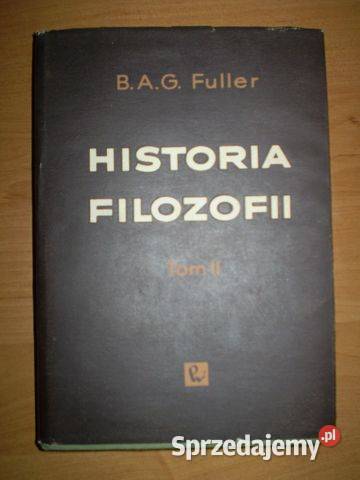 B.A.G. Fuller
HISTORIA
FILOZOFII
Tom II
Sprzedajemy.pl